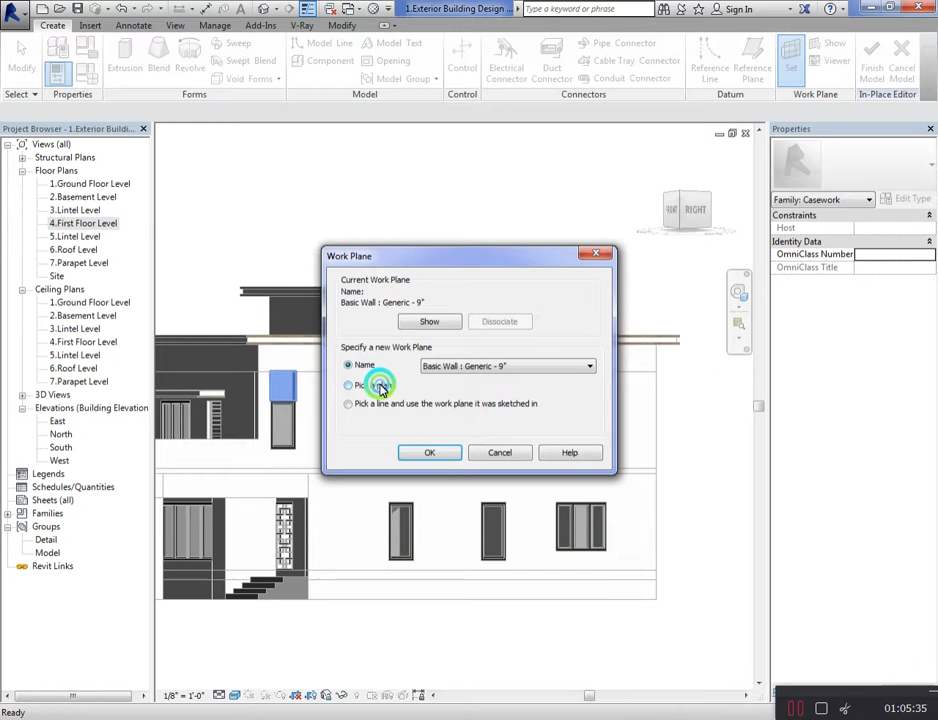 1.Exterior Building Design ...
Enter keywords or phrase
Sign In
Create
Insert
Annotate
View
Manage
Add-Ins
V-Ray
Modify
Modify
Extrusion
Blend
Revolve
Sweep
Swept Blend
Void Forms
Model Line
Component
Model Text
Opening
Model Group
Control
Electrical Connector
Duct Connector
Pipe Connector
Cable Tray Connector
Conduit Connector
Reference Line
Reference Plane
Set
Show
Viewer
Finish Model
Cancel Model
Select
Properties
Forms
Model
Control
Connectors
Datum
Work Plane
In-Place Editor
Project Browser - 1.Exterior Buildi...
Views (all)
Structural Plans
Floor Plans
1.Ground Floor Level
2.Basement Level
3.Lintel Level
4.First Floor Level
5.Lintel Level
6.Roof Level
7.Parapet Level
Site
Ceiling Plans
1.Ground Floor Level
2.Basement Level
3.Lintel Level
4.First Floor Level
5.Lintel Level
6.Roof Level
7.Parapet Level
3D Views
Elevations (Building Elevation
East
North
South
West
Legends
Schedules/Quantities
Sheets (all)
Families
Groups
Detail
Model
Revit Links
RIGHT
Work Plane
Current Work Plane
Name:
Basic Wall : Generic - 9"
Show
Dissociate
Specify a new Work Plane
Name
Basic Wall : Generic - 9"
Pick a line and use the work plane it was sketched in
OK
Cancel
Help
Properties
Family: Casework
Edit Type
Constraints
Host
Identity Data
OmniClass Number
OmniClass Title
1/8" = 1'-0"
Ready
01:05:35